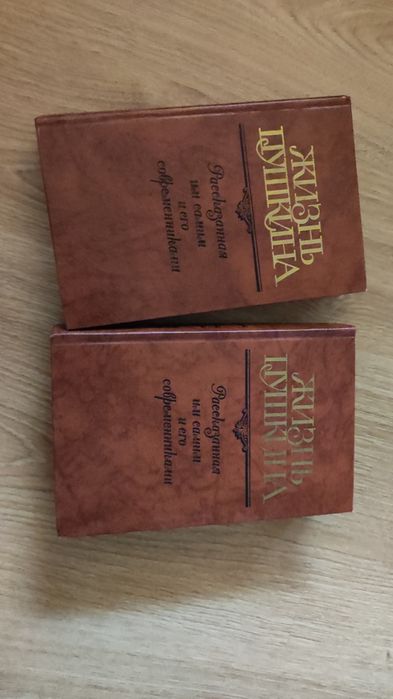 ЖИЗНЬ
ПУШКИНА
Рассказанная
им самим
и его
современниками
ЖИЗНЬ
ПУШКИНА
Рассказанная
им самим
и его
современниками